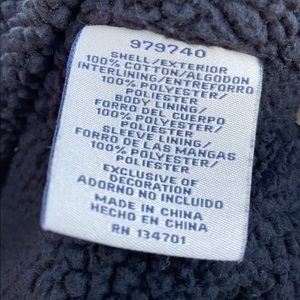 979740
SHELL/EXTERIOR
100% COTTON/ALGODON
INTERLINING/ENTREFORRO
100% POLYESTER/
POLIESTER
BODY LINING/
FORRO DEL CUERPO
100% POLYESTER/
POLIESTER
SLEEVE LINING/
FORRO DE LAS MANGAS
100% POLYESTER/
POLIESTER
EXCLUSIVE OF
DECORATION
ADORNO NO INCLUIDO
MADE IN CHINA
HECHO EN CHINA
RN 134701